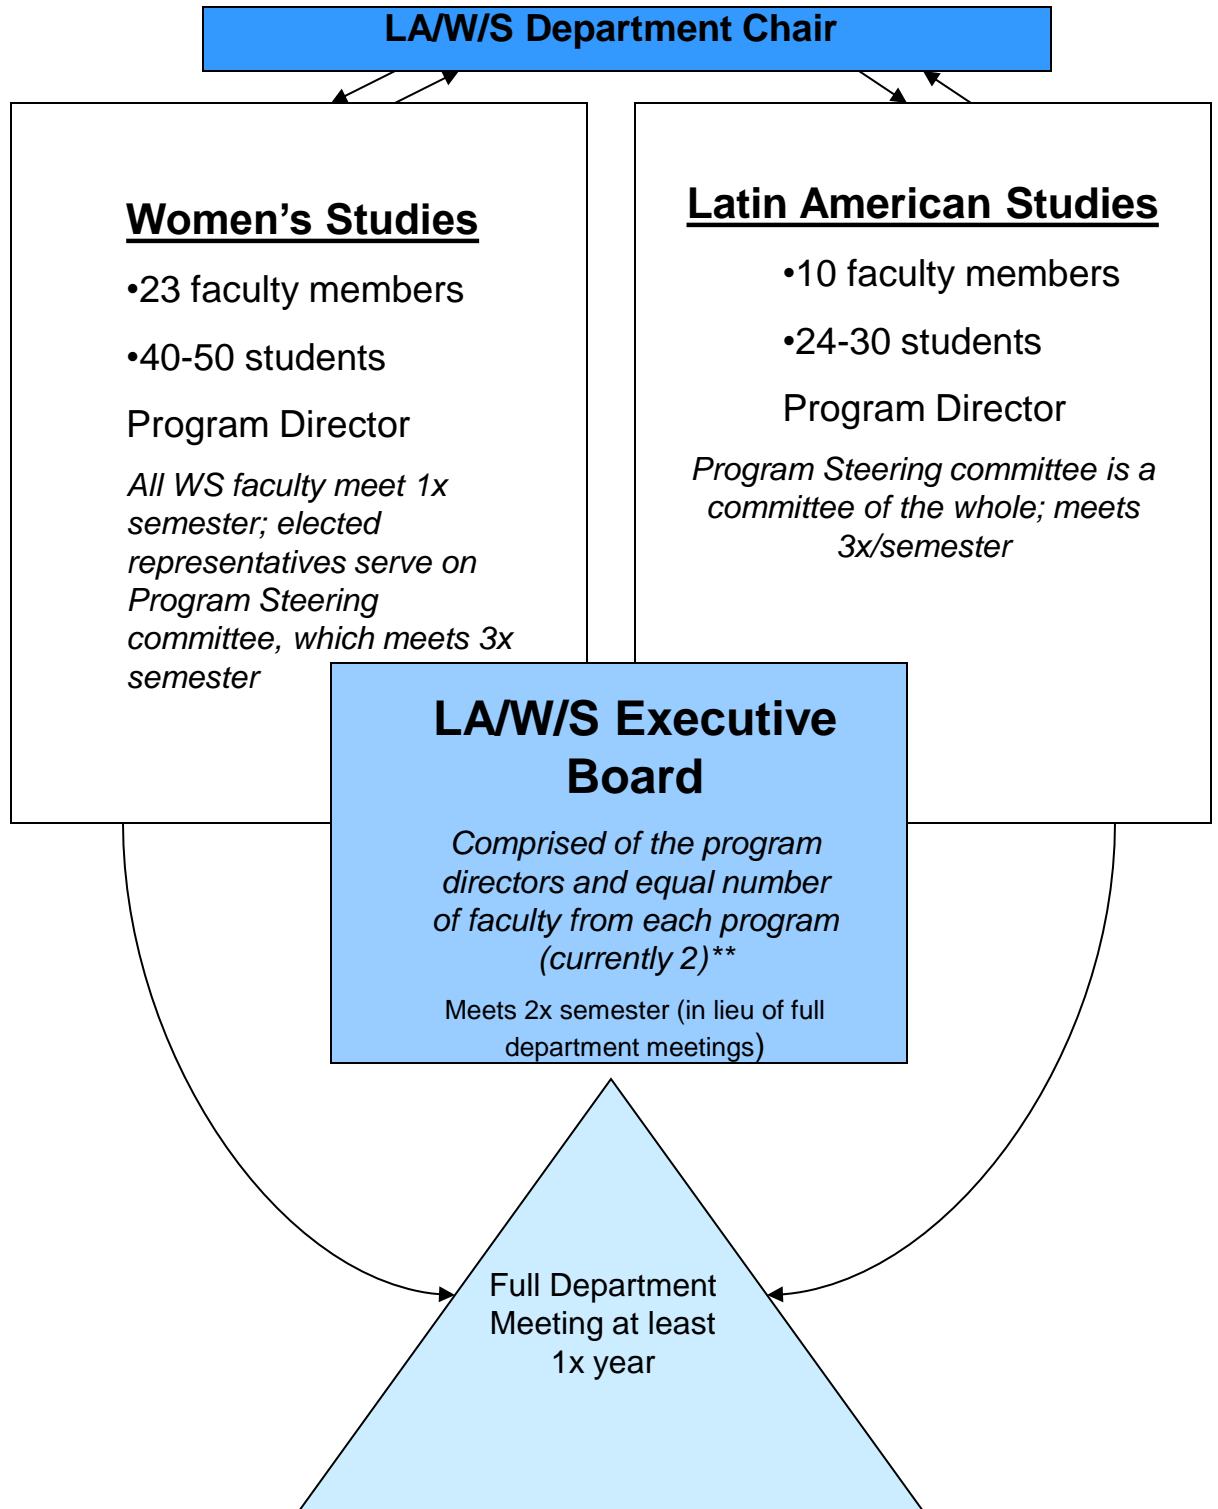 LA/W/S Department Chair
Women’s Studies
•23 faculty members
•40-50 students
Program Director
All WS faculty meet 1x
semester; elected
representatives serve on
Program Steering
committee, which meets 3x
semester
Latin American Studies
•10 faculty members
•24-30 students
Program Director
Program Steering committee is a
committee of the whole; meets
3x/semester
LA/W/S Executive
Board
Comprised of the program
directors and equal number
of faculty from each program
(currently 2)**
Meets 2x semester (in lieu of full
department meetings)
Full Department
Meeting at least
1x year